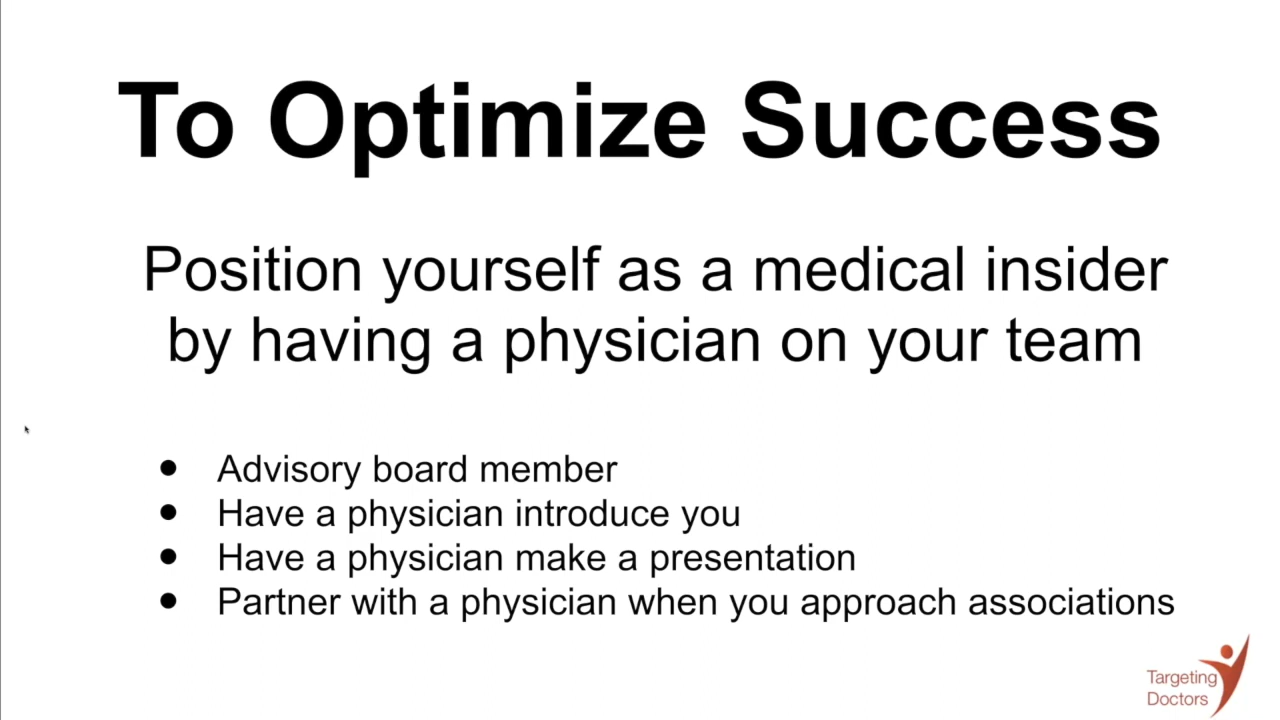 To Optimize Success
Position yourself as a medical insider
by having a physician on your team
● Advisory board member
● Have a physician introduce you
● Have a physician make a presentation
● Partner with a physician when you approach associations
Targeting
Doctors